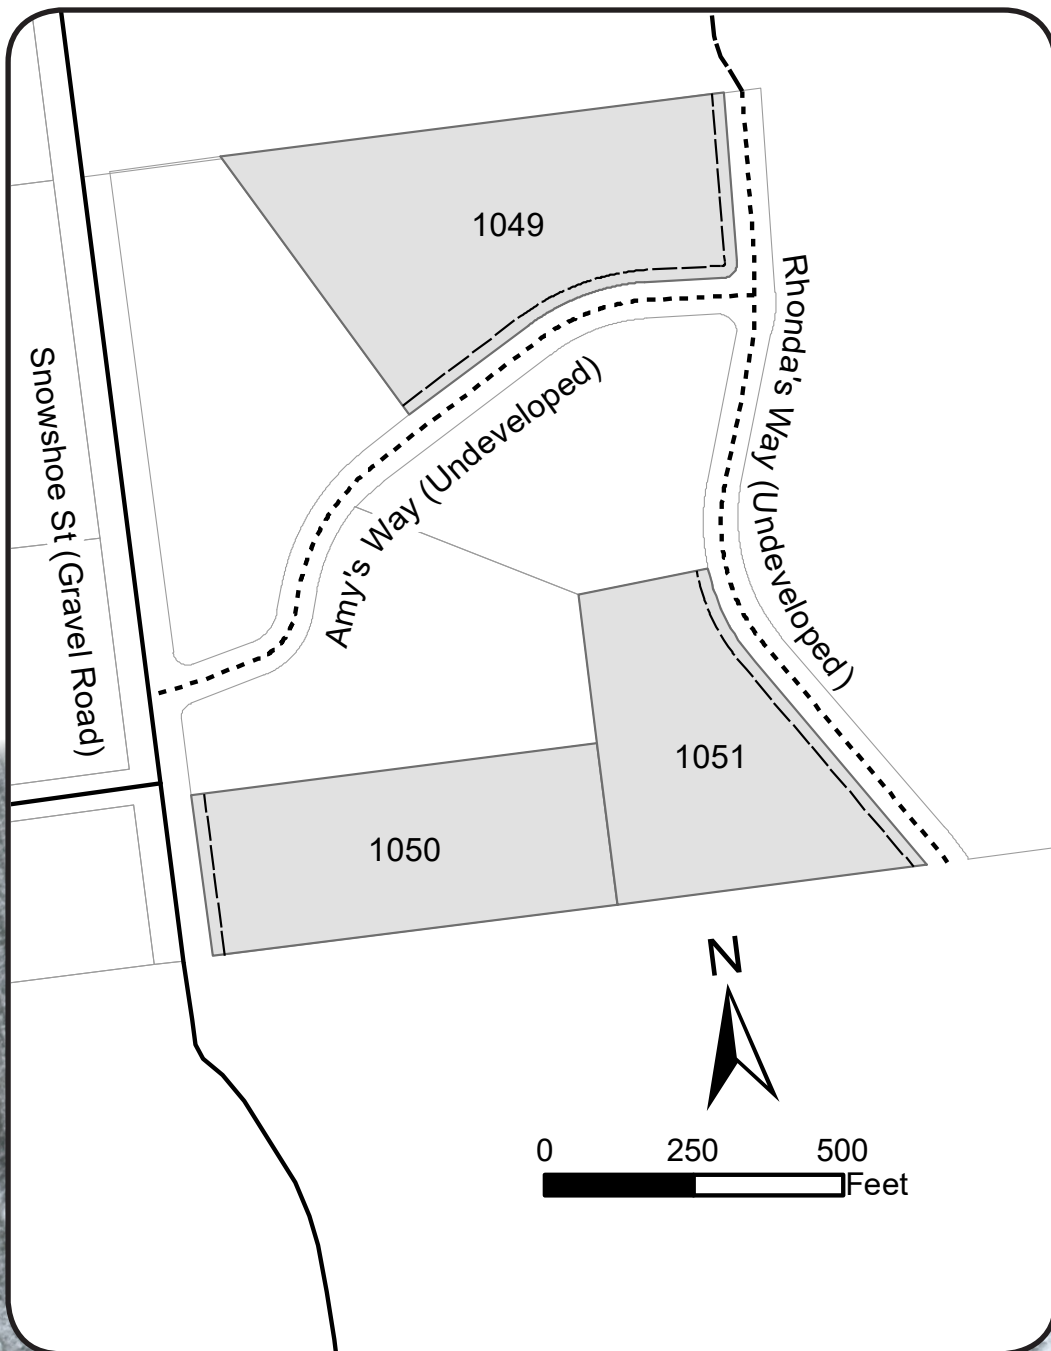 1049
Rhonda's Way (Undeveloped)
Snowshoe St (Gravel Road)
Amy's Way (Undeveloped)
1051
1050
N
0 250 500
Feet